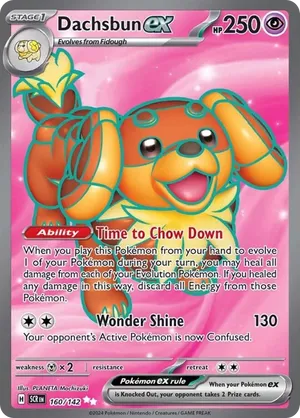 STAGE 1
Dachsbun ex HP 250
Evolves from Fidough
Ability Time to Chow Down
When you play this Pokémon from your hand to evolve
1 of your Pokémon during your turn, you may heal all
damage from each of your Evolution Pokémon. If you healed
any damage in this way, discard all Energy from those
Pokémon.
Wonder Shine 130
Your opponent's Active Pokémon is now Confused.
weakness ×2 resistance retreat
Pokémon ex rule When your Pokémon ex
is Knocked Out, your opponent takes 2 Prize cards.
Illus. PLANETA Mochizuki
H SCR EN 160/142
©2024 Pokémon / Nintendo / Creatures / GAME FREAK